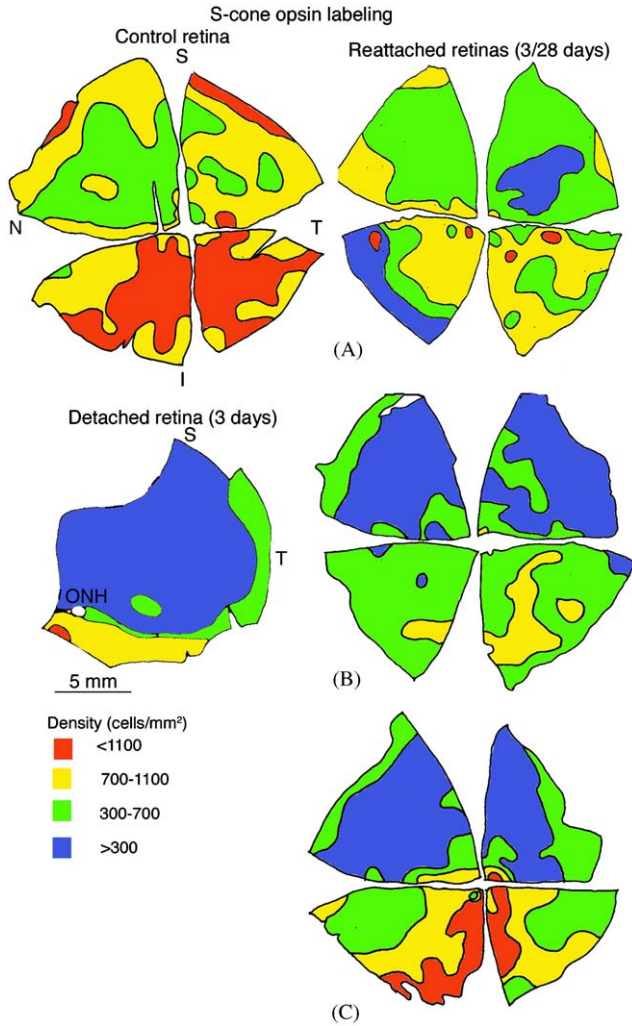 S-cone opsin labeling
Control retina
Reattached retinas (3/28 days)
S
N
T
I
(A)
Detached retina (3 days)
S
T
ONH
5 mm
(B)
Density (cells/mm²)
<1100
700-1100
300-700
>300
(C)